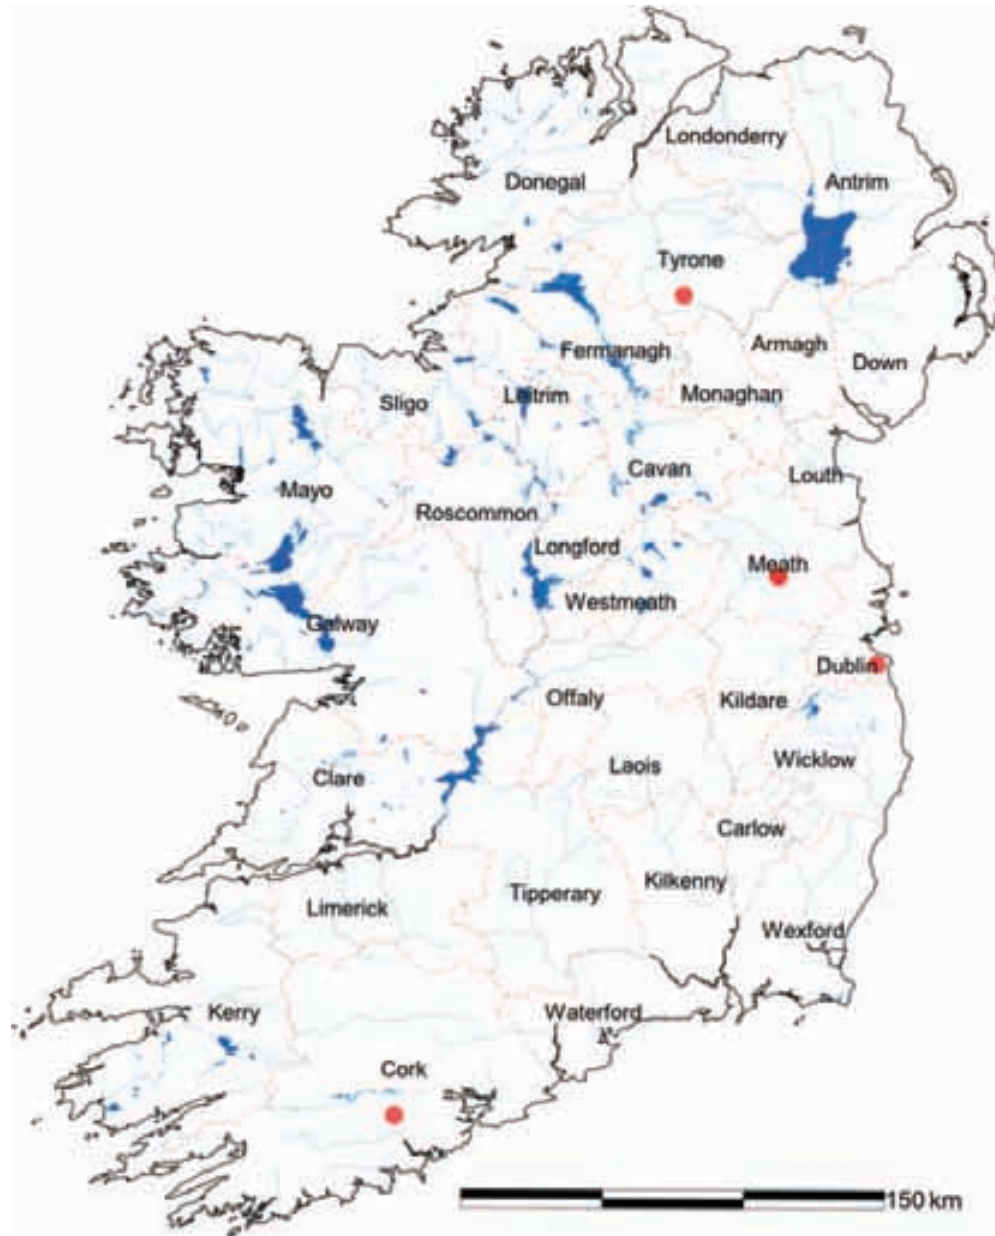 Londonderry
Donegal
Antrim
Tyrone
Fermanagh
Armagh
Down
Sligo
Leitrim
Monaghan
Mayo
Roscommon
Cavan
Louth
Longford
Meath
Westmeath
Galway
Dublin
Offaly
Kildare
Clare
Laois
Wicklow
Carlow
Limerick
Tipperary
Kilkenny
Wexford
Kerry
Waterford
Cork
150 km